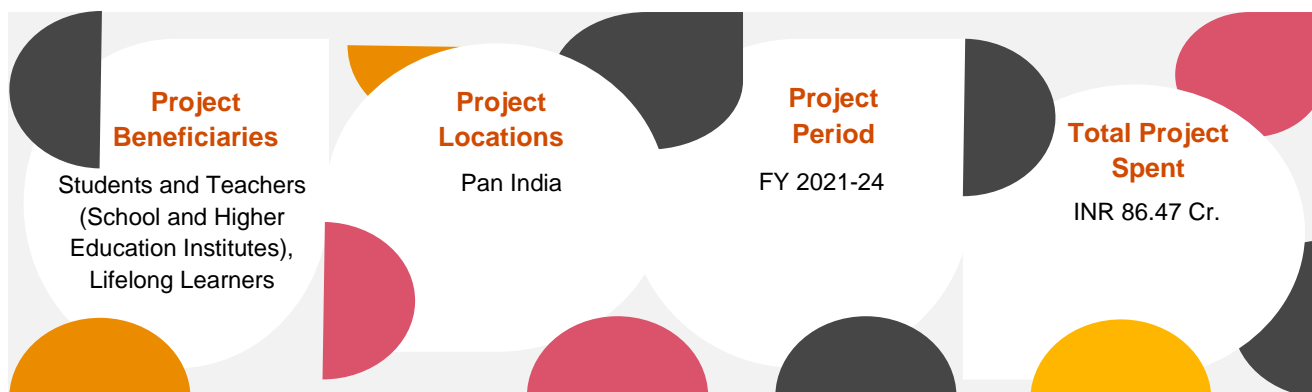 Project
Beneficiaries
Students and Teachers
(School and Higher
Education Institutes),
Lifelong Learners
Project
Locations
Pan India
Project
Period
FY 2021-24
Total Project
Spent
INR 86.47 Cr.